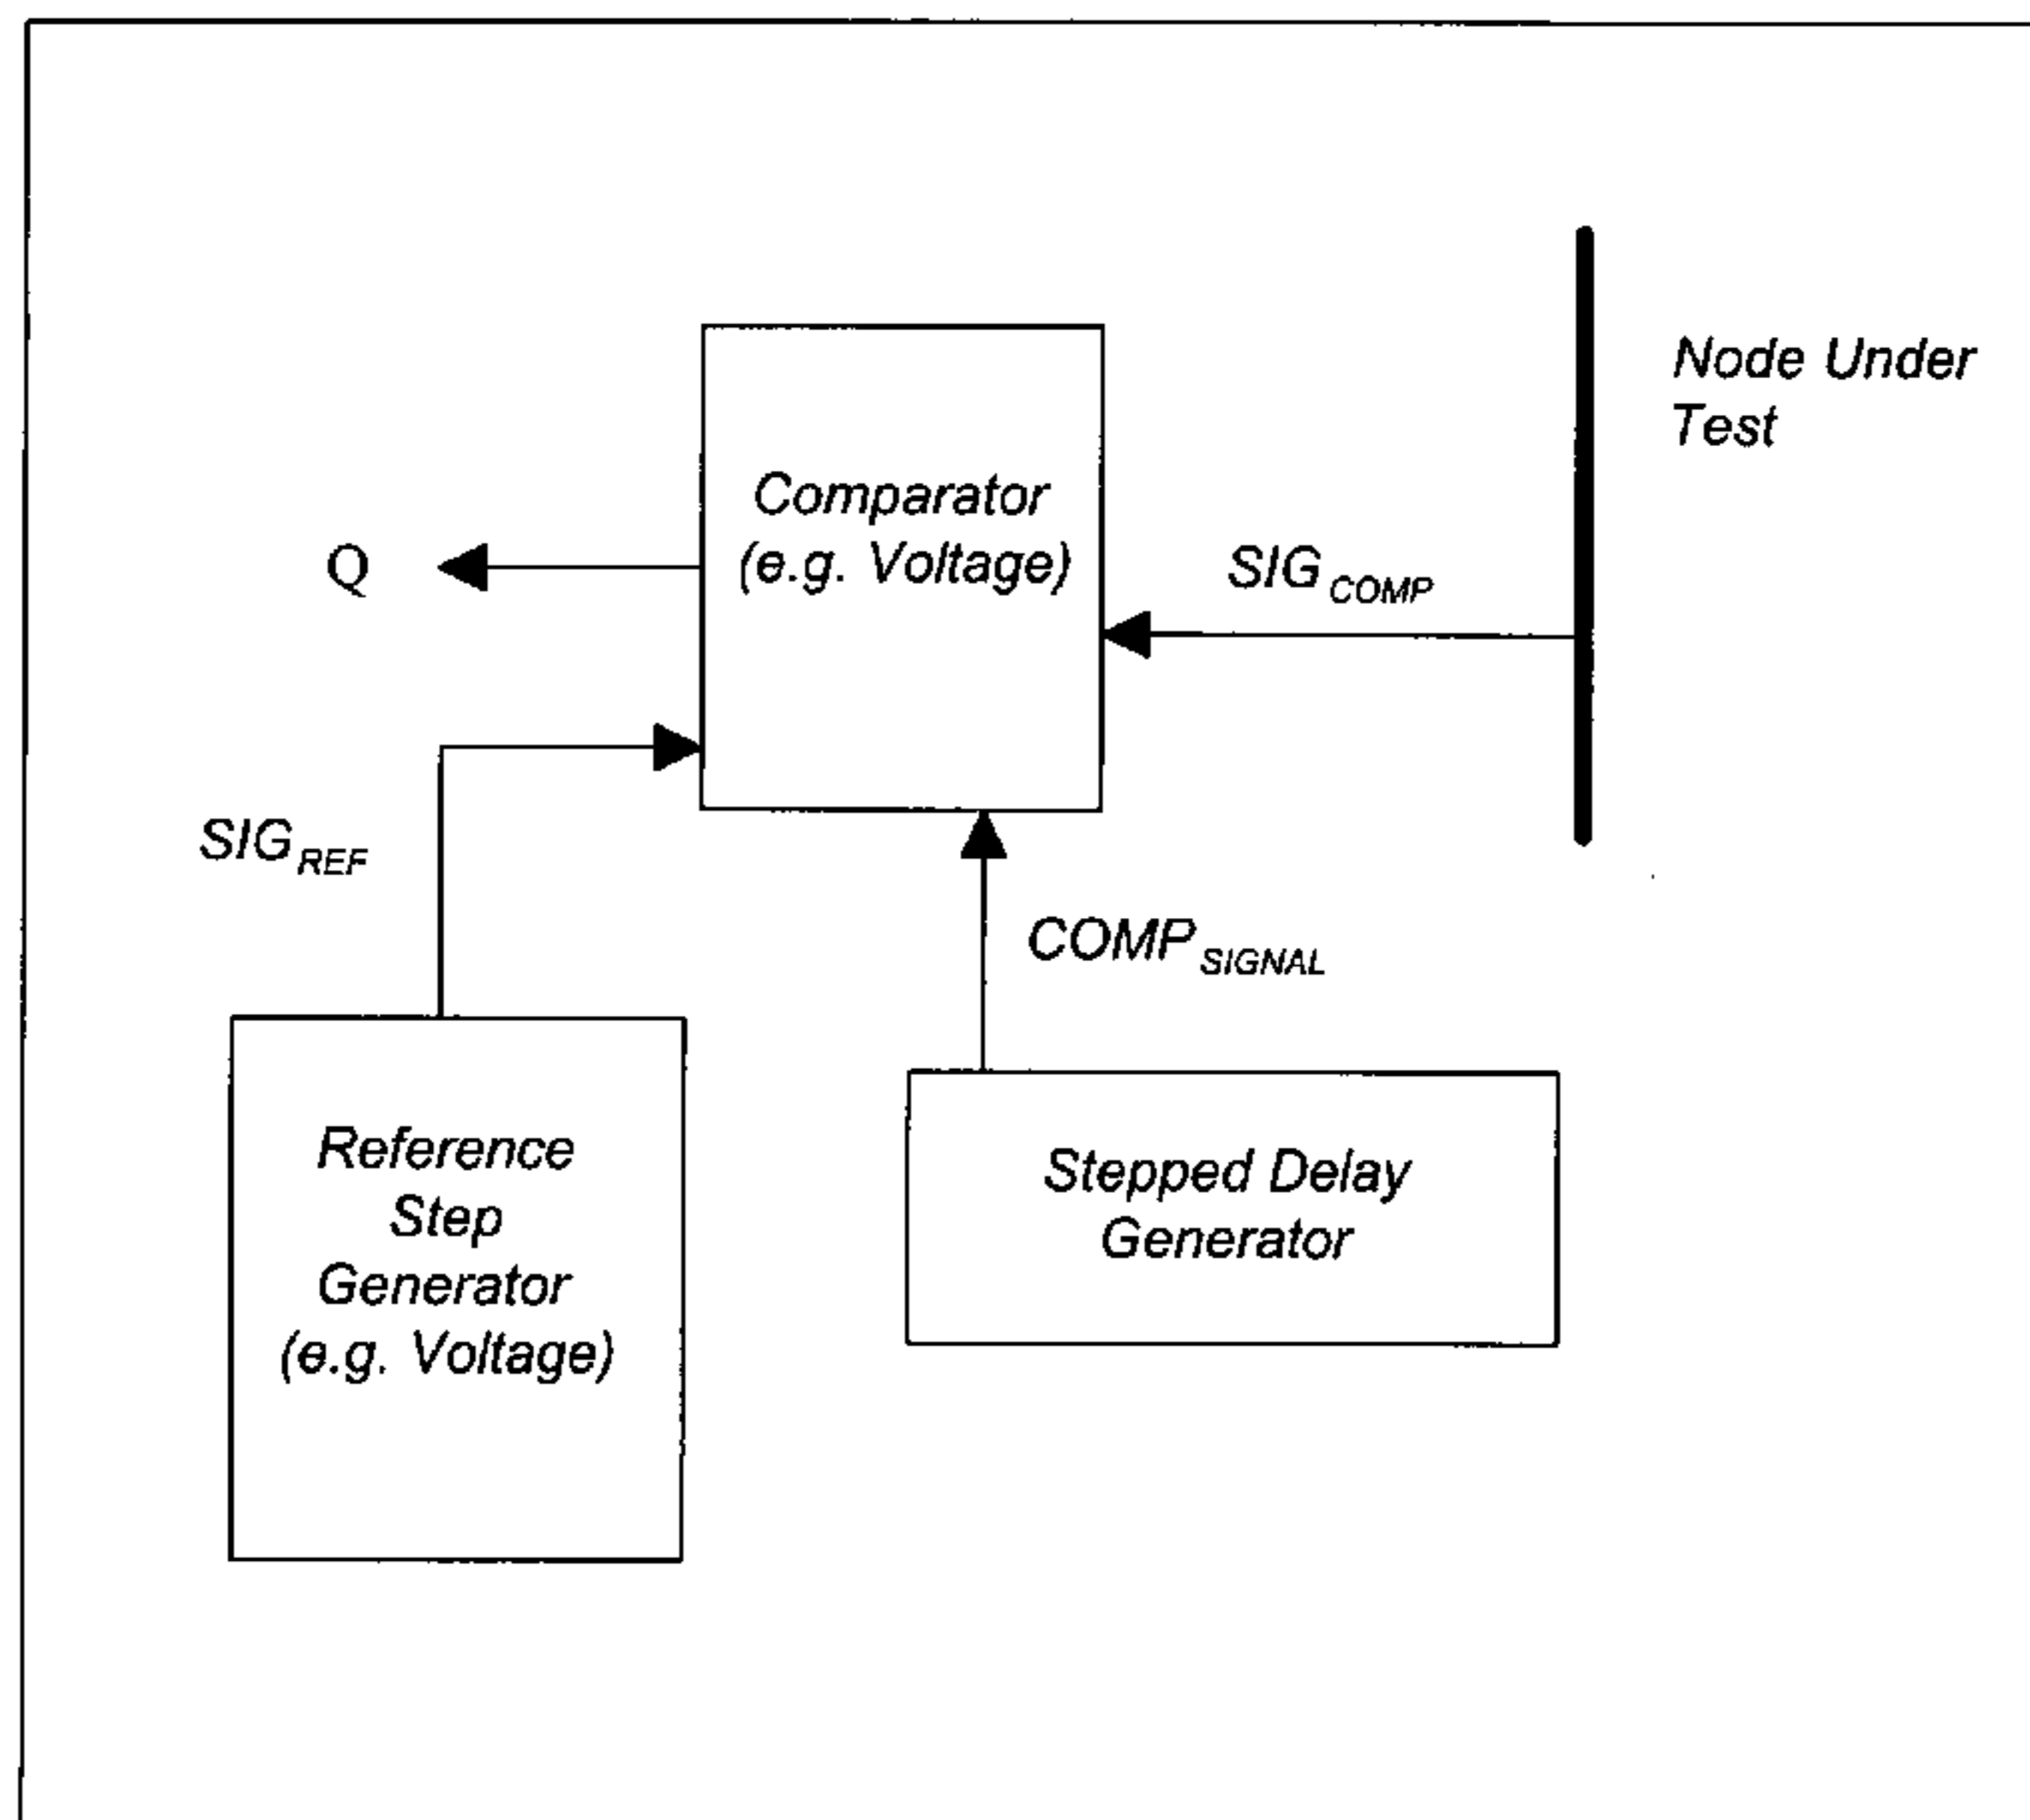 Node Under
Test
Comparator
(e.g. Voltage)
Q
SIG COMP
SIG REF
COMP SIGNAL
Reference
Step
Generator
(e.g. Voltage)
Stepped Delay
Generator